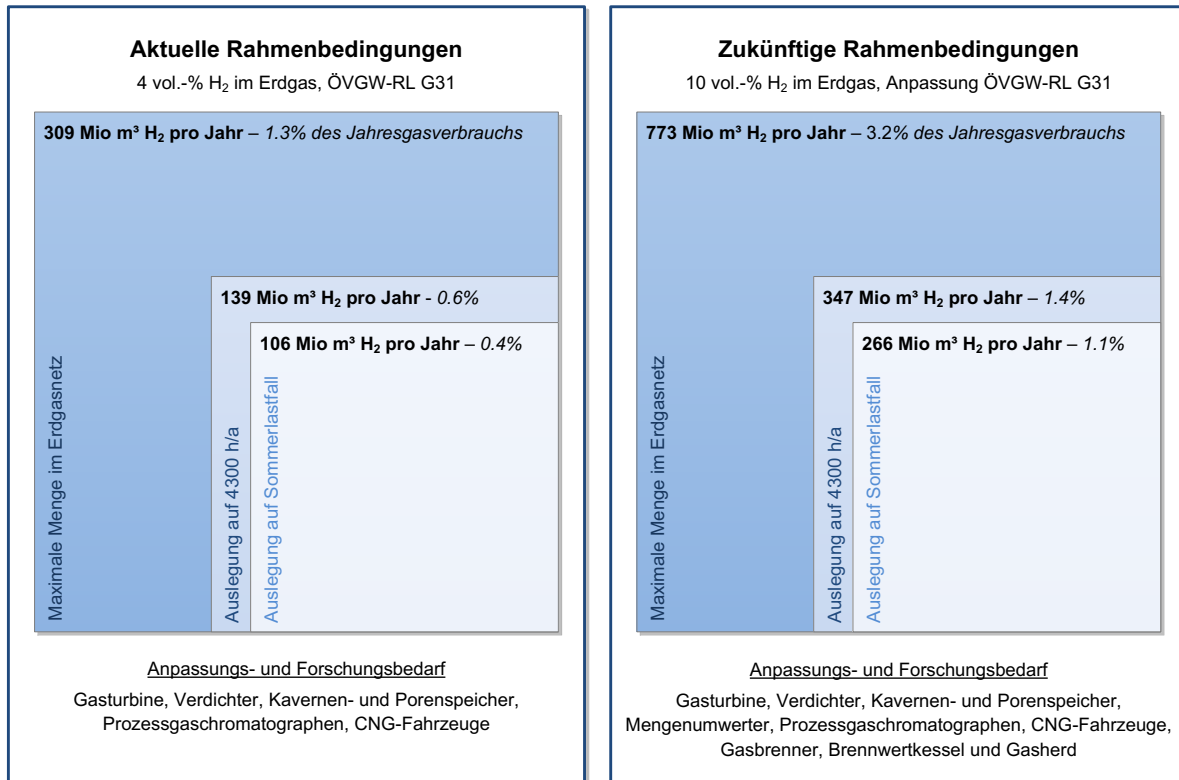 Aktuelle Rahmenbedingungen
4 vol.-% H₂ im Erdgas, ÖVGW-RL G31
309 Mio m³ H₂ pro Jahr – 1.3% des Jahresgasverbrauchs
139 Mio m³ H₂ pro Jahr - 0.6%
106 Mio m³ H₂ pro Jahr – 0.4%
Maximale Menge im Erdgasnetz
Auslegung auf 4300 h/a
Auslegung auf Sommerlastfall
Anpassungs- und Forschungsbedarf
Gasturbine, Verdichter, Kavernen- und Porenspeicher,
Prozessgaschromatographen, CNG-Fahrzeuge
Zukünftige Rahmenbedingungen
10 vol.-% H₂ im Erdgas, Anpassung ÖVGW-RL G31
773 Mio m³ H₂ pro Jahr – 3.2% des Jahresgasverbrauchs
347 Mio m³ H₂ pro Jahr – 1.4%
266 Mio m³ H₂ pro Jahr – 1.1%
Maximale Menge im Erdgasnetz
Auslegung auf 4300 h/a
Auslegung auf Sommerlastfall
Anpassungs- und Forschungsbedarf
Gasturbine, Verdichter, Kavernen- und Porenspeicher,
Mengenumwerter, Prozessgaschromatographen, CNG-Fahrzeuge,
Gasbrenner, Brennwertkessel und Gasherd